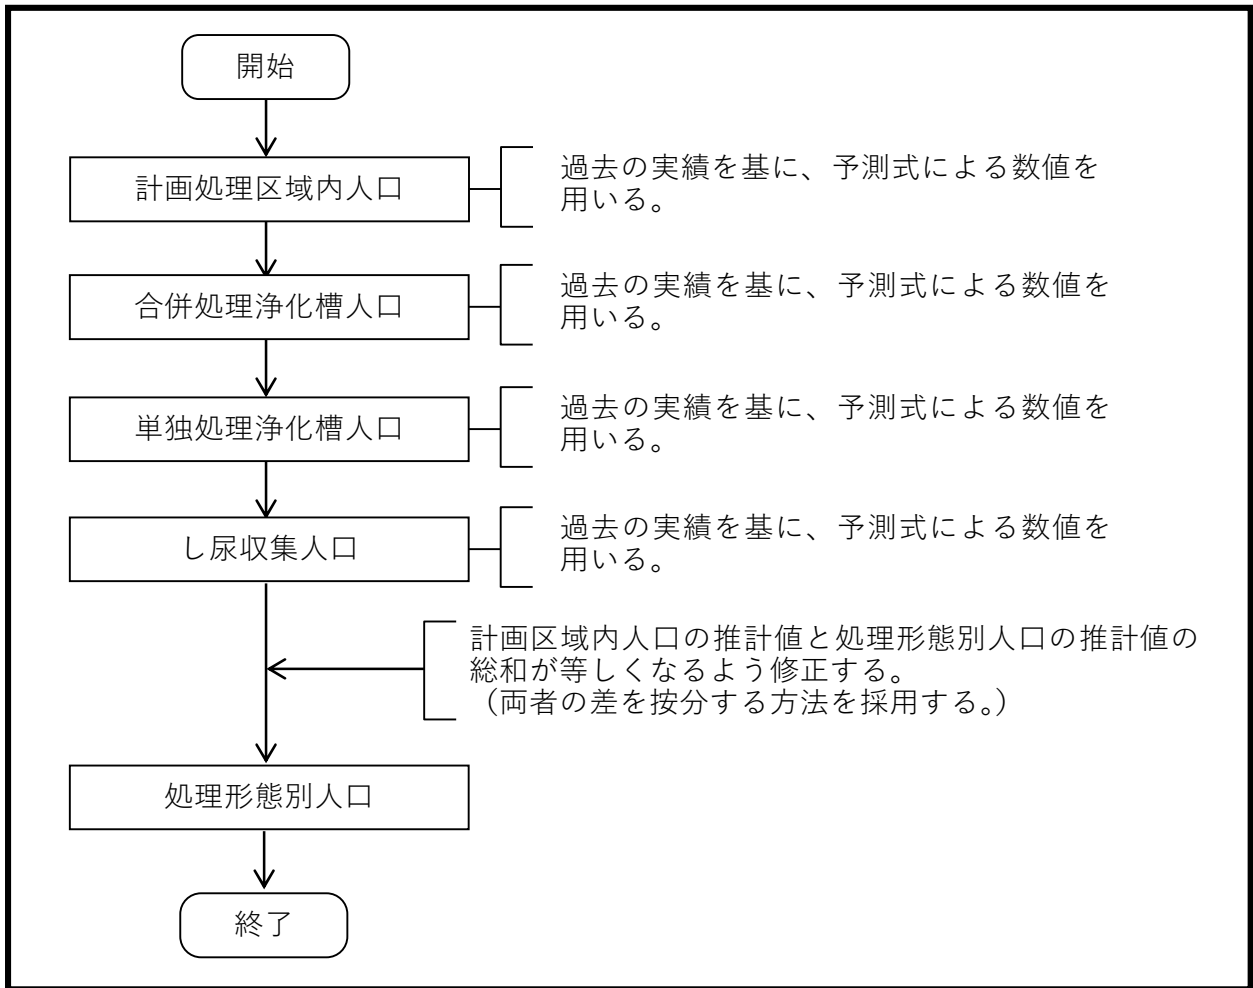 開始
計画処理区域内人口
過去の実績を基に、予測式による数値を
用いる。
合併処理浄化槽人口
過去の実績を基に、予測式による数値を
用いる。
単独処理浄化槽人口
過去の実績を基に、予測式による数値を
用いる。
し尿収集人口
過去の実績を基に、予測式による数値を
用いる。
計画区域内人口の推計値と処理形態別人口の推計値の
総和が等しくなるよう修正する。
（両者の差を按分する方法を採用する。）
処理形態別人口
終了